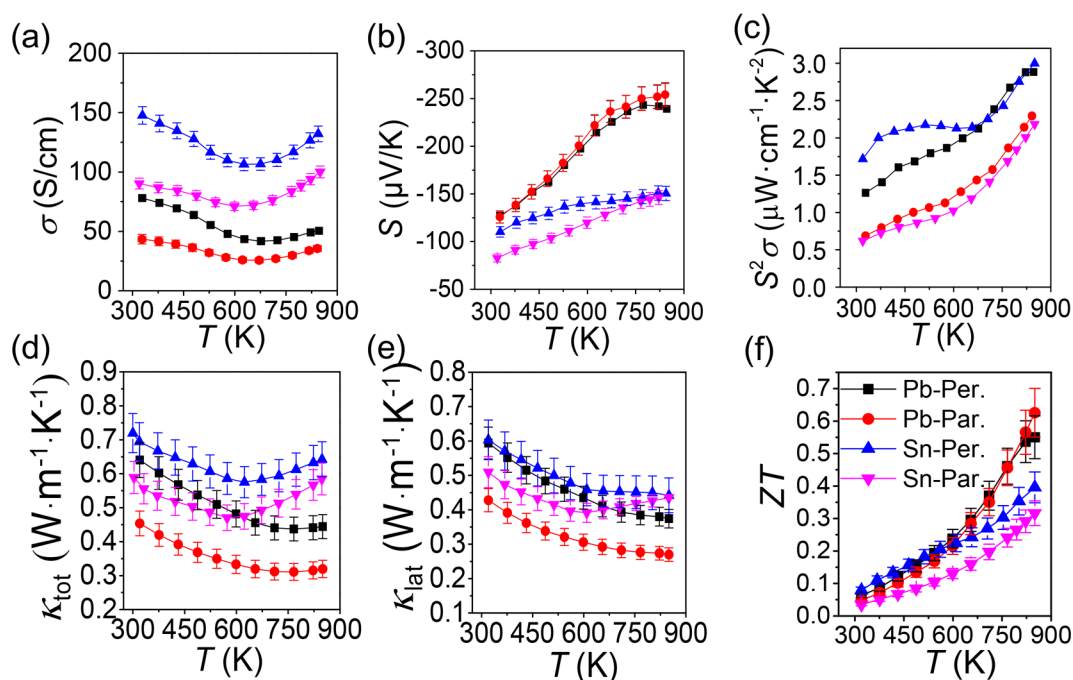 (a)
200
150
100
50
0
σ (S/cm)
300 450 600 750 900
T (K)
(b)
-300
-250
-200
-150
-100
-50
S (μV/K)
300 450 600 750 900
T (K)
(c)
3.0
2.5
2.0
1.5
1.0
0.5
0.0
S² σ (μW·cm⁻¹·K⁻²)
300 450 600 750 900
T (K)
(d)
0.9
0.8
0.7
0.6
0.5
0.4
0.3
0.2
κtot (W·m⁻¹·K⁻¹)
300 450 600 750 900
T (K)
(e)
0.8
0.7
0.6
0.5
0.4
0.3
0.2
0.1
κlat (W·m⁻¹·K⁻¹)
300 450 600 750 900
T (K)
(f)
0.7
0.6
0.5
0.4
0.3
0.2
0.1
0.0
ZT
Pb-Per.
Pb-Par.
Sn-Per.
Sn-Par.
300 450 600 750 900
T (K)